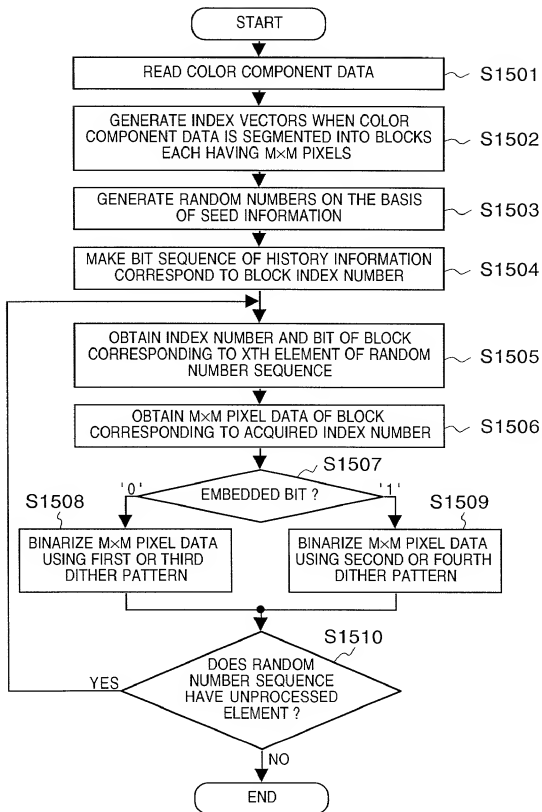 START
READ COLOR COMPONENT DATA
S1501
GENERATE INDEX VECTORS WHEN COLOR
COMPONENT DATA IS SEGMENTED INTO BLOCKS
EACH HAVING M×M PIXELS
S1502
GENERATE RANDOM NUMBERS ON THE BASIS
OF SEED INFORMATION
S1503
MAKE BIT SEQUENCE OF HISTORY INFORMATION
CORRESPOND TO BLOCK INDEX NUMBER
S1504
OBTAIN INDEX NUMBER AND BIT OF BLOCK
CORRESPONDING TO XTH ELEMENT OF RANDOM
NUMBER SEQUENCE
S1505
OBTAIN M×M PIXEL DATA OF BLOCK
CORRESPONDING TO ACQUIRED INDEX NUMBER
S1506
S1507
EMBEDDED BIT ?
'0'
'1'
S1508
BINARIZE M×M PIXEL DATA
USING FIRST OR THIRD
DITHER PATTERN
S1509
BINARIZE M×M PIXEL DATA
USING SECOND OR FOURTH
DITHER PATTERN
S1510
DOES RANDOM
NUMBER SEQUENCE
HAVE UNPROCESSED
ELEMENT ?
YES
NO
END